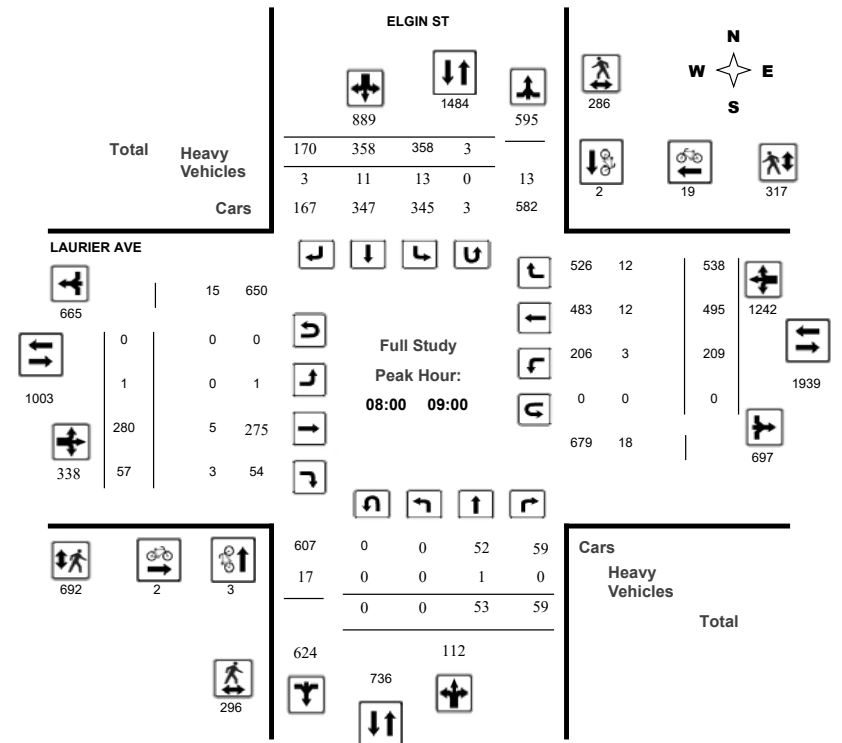 ELGIN ST
N
W E
S
1484
286
889 595
Total Heavy Vehicles
170 358 358 3
3 11 13 0 13
2 19 317
Cars 167 347 345 3 582
LAURIER AVE
526 12 538
665 15 650
483 12 495 1242
0 0 0
Full Study
206 3 209
Peak Hour:
1003 1939
1 0 1
08:00 09:00
0 0 0
280 5 275
679 18 697
338 57 3 54
607 0 0 52 59 Cars
17 0 0 1 0 Heavy Vehicles
692 2 3
0 0 53 59 Total
624 112
736
296